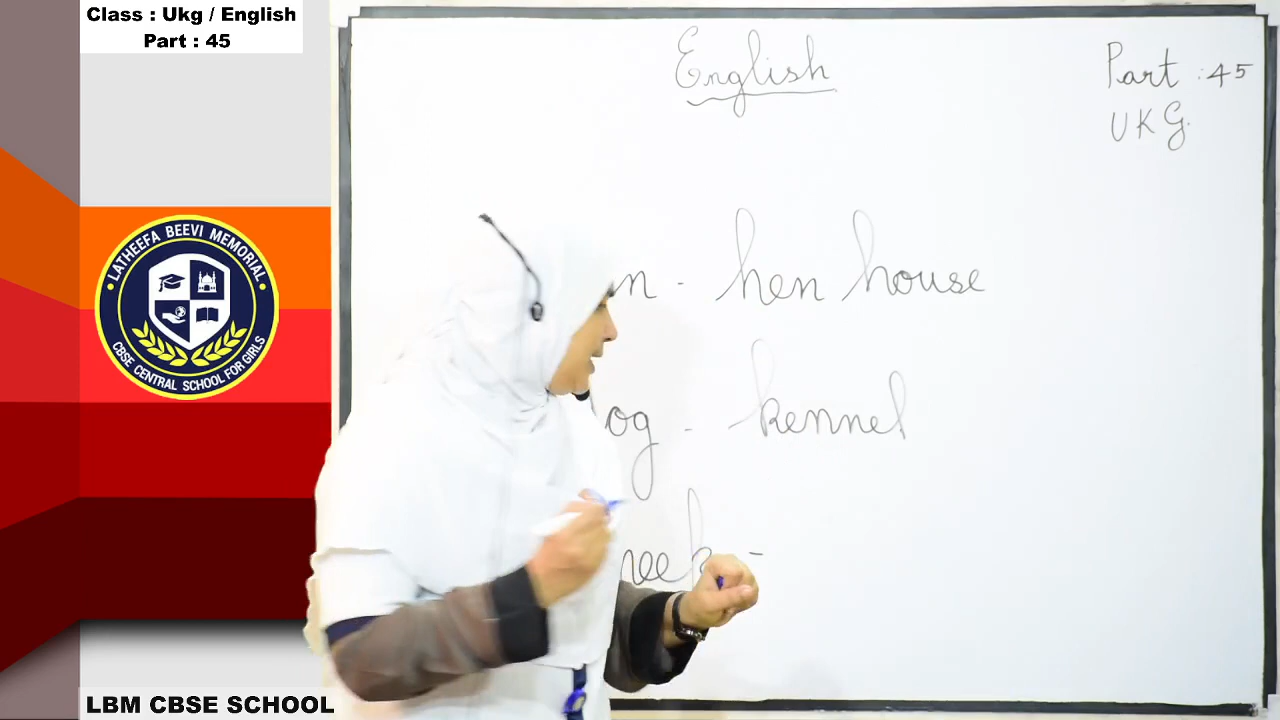 Class : Ukg / English
Part : 45
English
Part : 45
UKG.
LATHEEFA BEEVI MEMORIAL
CBSE CENTRAL SCHOOL FOR GIRLS
- hen house
- kennel
-
LBM CBSE SCHOOL